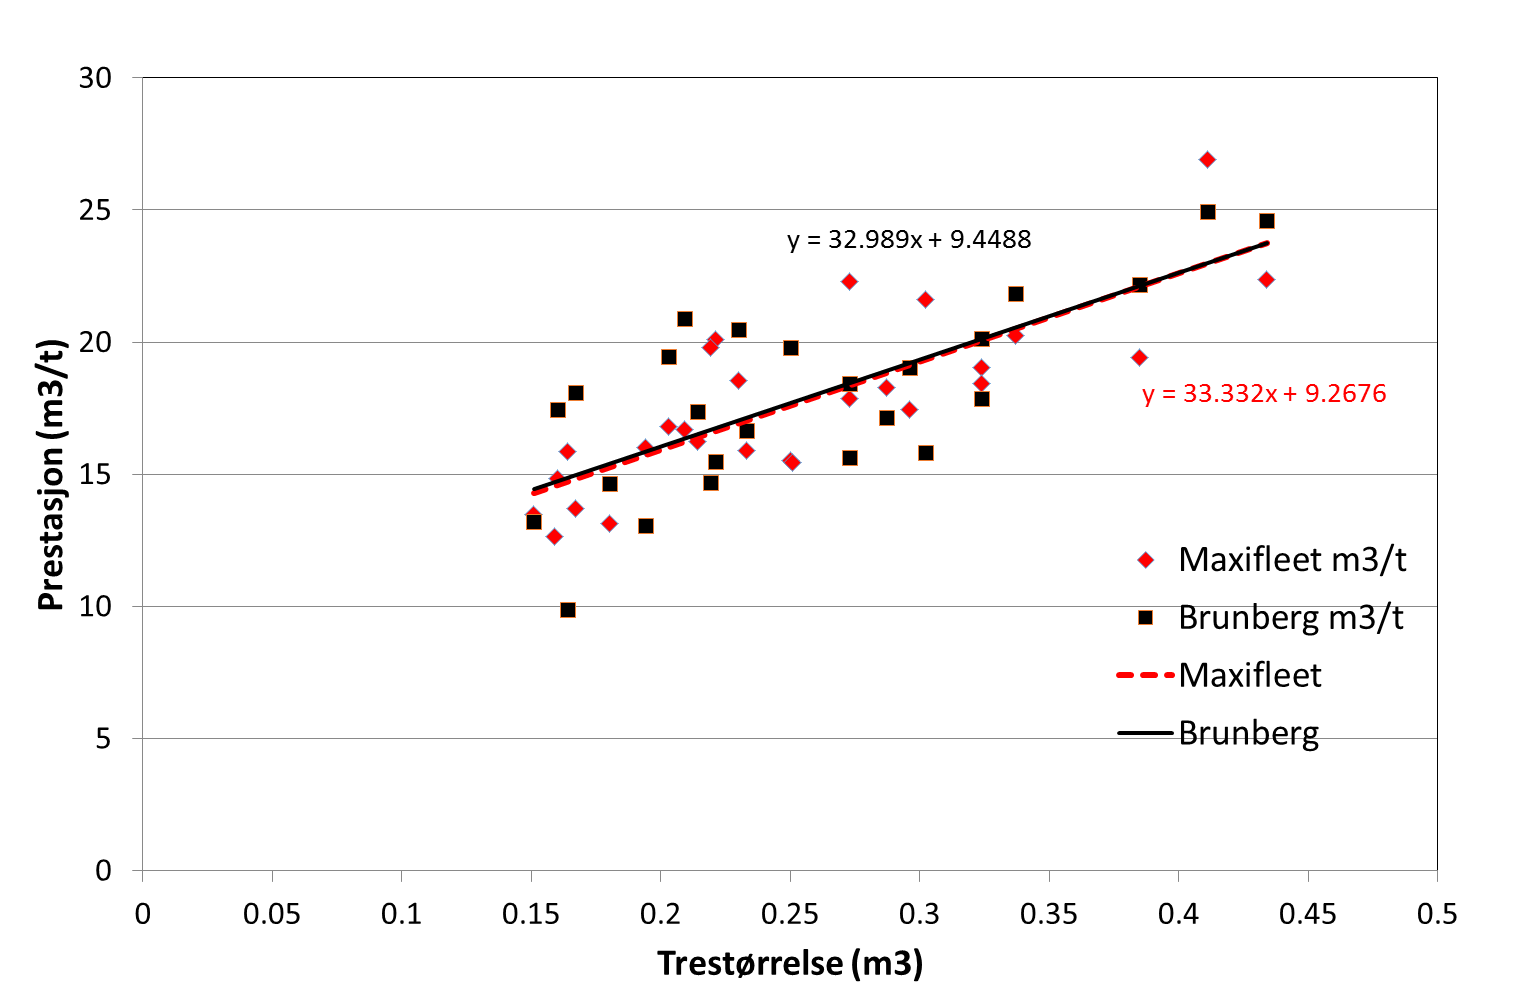 30
25
20
15
10
5
0
Prestasjon (m3/t)
y = 32.989x + 9.4488
y = 33.332x + 9.2676
Maxifleet m3/t
Brunberg m3/t
Maxifleet
Brunberg
0 0.05 0.1 0.15 0.2 0.25 0.3 0.35 0.4 0.45 0.5
Trestørrelse (m3)